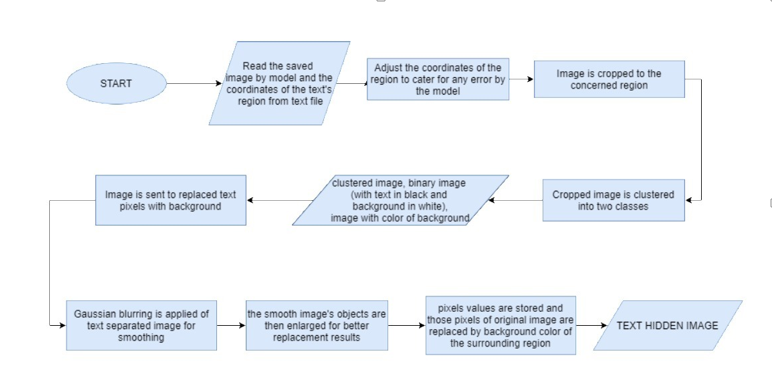 START
Read the saved
image by model and the
coordinates of the text's
region from text file
Adjust the coordinates of the
region to cater for any error by
the model
Image is cropped to the
concerned region
Cropped image is clustered
into two classes
clustered image, binary image
(with text in black and
background in white),
image with color of background
Image is sent to replaced text
pixels with background
Gaussian blurring is applied of
text separated image for
smoothing
the smooth image's objects are
then enlarged for better
replacement results
pixels values are stored and
those pixels of original image are
replaced by background color of
the surrounding region
TEXT HIDDEN IMAGE